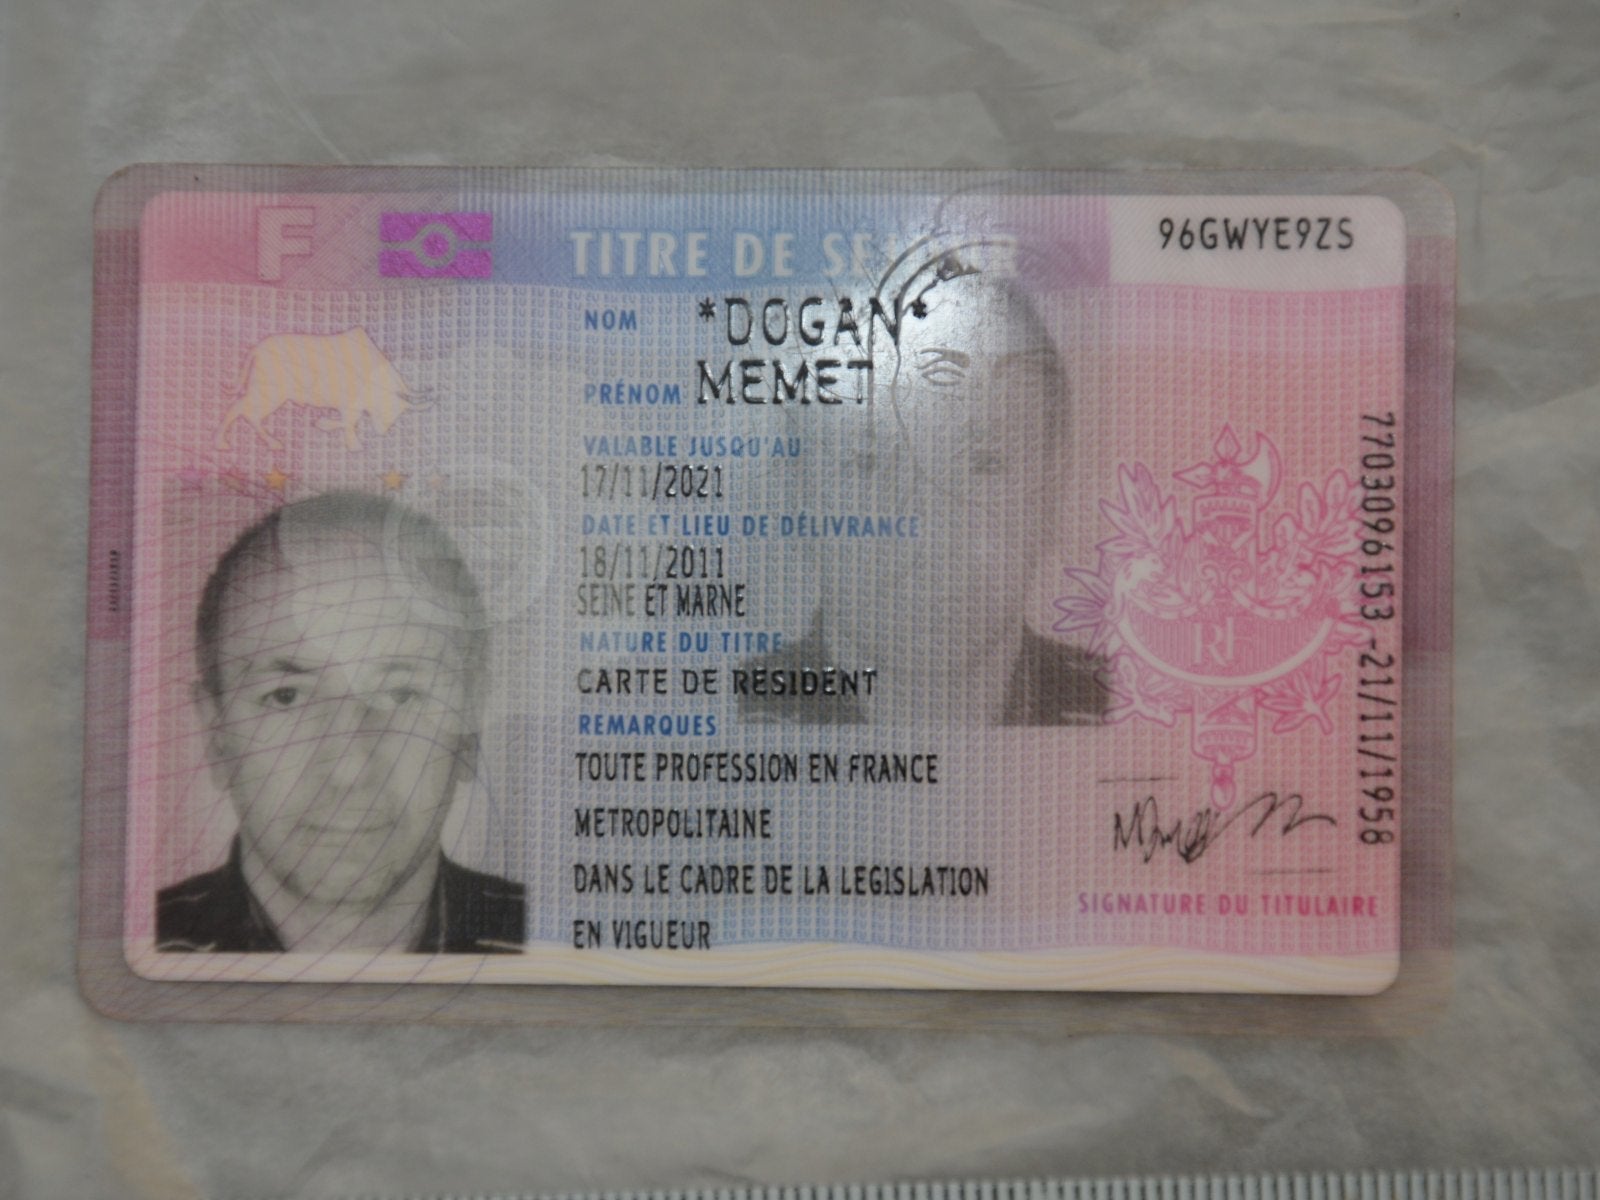 F
TITRE DE SÉJOUR
96GWYE9ZS
NOM *DOGAN*
PRÉNOM MEMET
VALABLE JUSQU'AU
17/11/2021
DATE ET LIEU DE DÉLIVRANCE
18/11/2011
SEINE ET MARNE
NATURE DU TITRE
CARTE DE RESIDENT
REMARQUES
TOUTE PROFESSION EN FRANCE
METROPOLITAINE
DANS LE CADRE DE LA LEGISLATION
EN VIGUEUR
RF
SIGNATURE DU TITULAIRE
7703096153 -21/11/1958